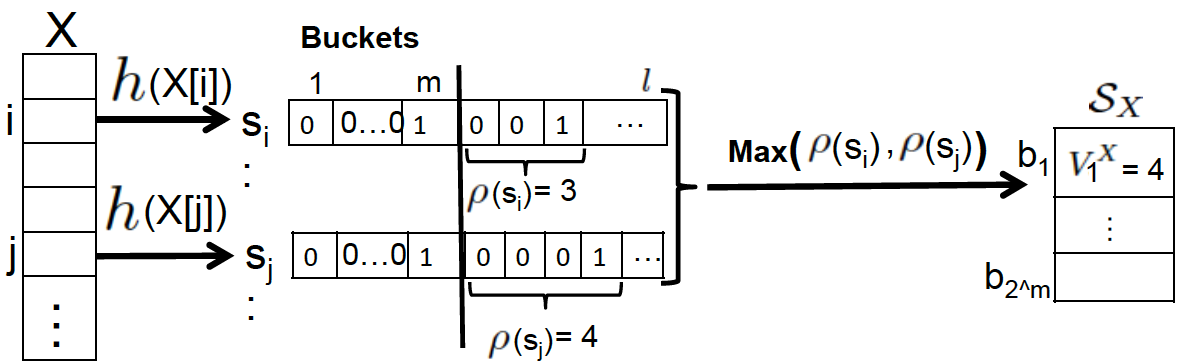 X
i
j
⋮
h(X[i])
s_i
:
h(X[j])
s_j
:
Buckets
1 m l
0 0…0 1 0 0 1 …
ρ(s_i)= 3
0 0…0 1 0 0 0 1 …
ρ(s_j)= 4
Max(ρ(s_i),ρ(s_j))
S_X
b_1 V_1^X = 4
⋮
b_2^m